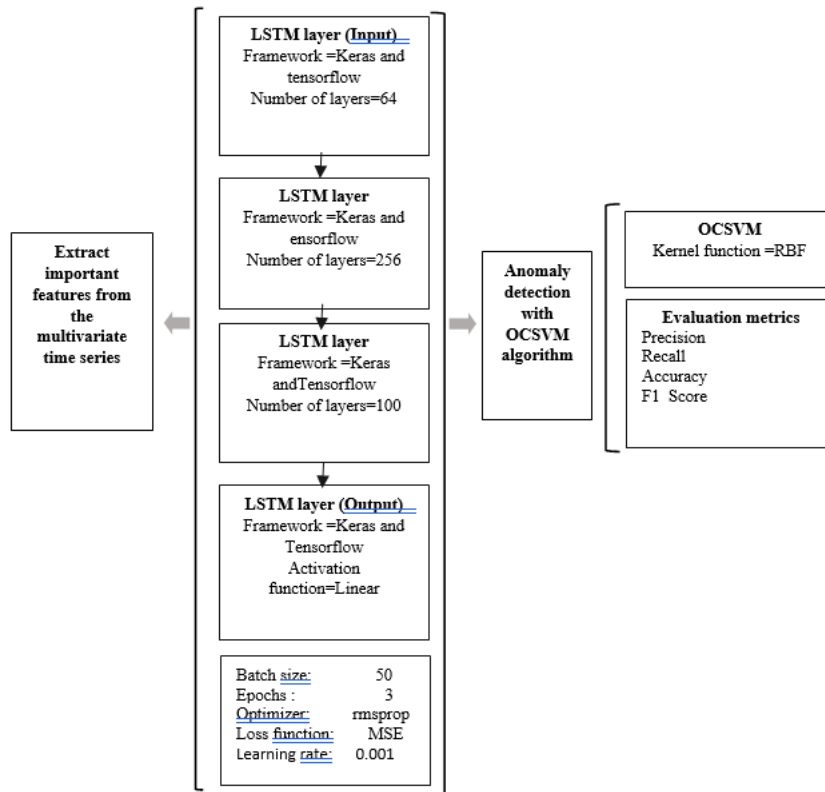 LSTM layer (Input)
Framework =Keras and
tensorflow
Number of layers=64
LSTM layer
Framework =Keras and
ensorflow
Number of layers=256
LSTM layer
Framework =Keras
andTensorflow
Number of layers=100
LSTM layer (Output)
Framework =Keras and
Tensorflow
Activation
function=Linear
Batch size: 50
Epochs : 3
Optimizer: rmsprop
Loss function: MSE
Learning rate: 0.001
Extract
important
features from
the
multivariate
time series
Anomaly
detection
with
OCSVM
algorithm
OCSVM
Kernel function =RBF
Evaluation metrics
Precision
Recall
Accuracy
F1 Score